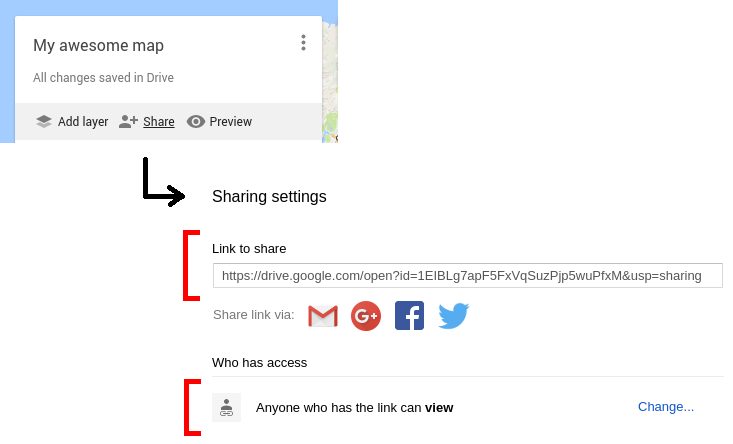 My awesome map
All changes saved in Drive
Add layer Share Preview
Sharing settings
Link to share
https://drive.google.com/open?id=1EIBLg7apF5FxVqSuzPjp5wuPfxM&usp=sharing
Share link via: G+
Who has access
Anyone who has the link can view Change...